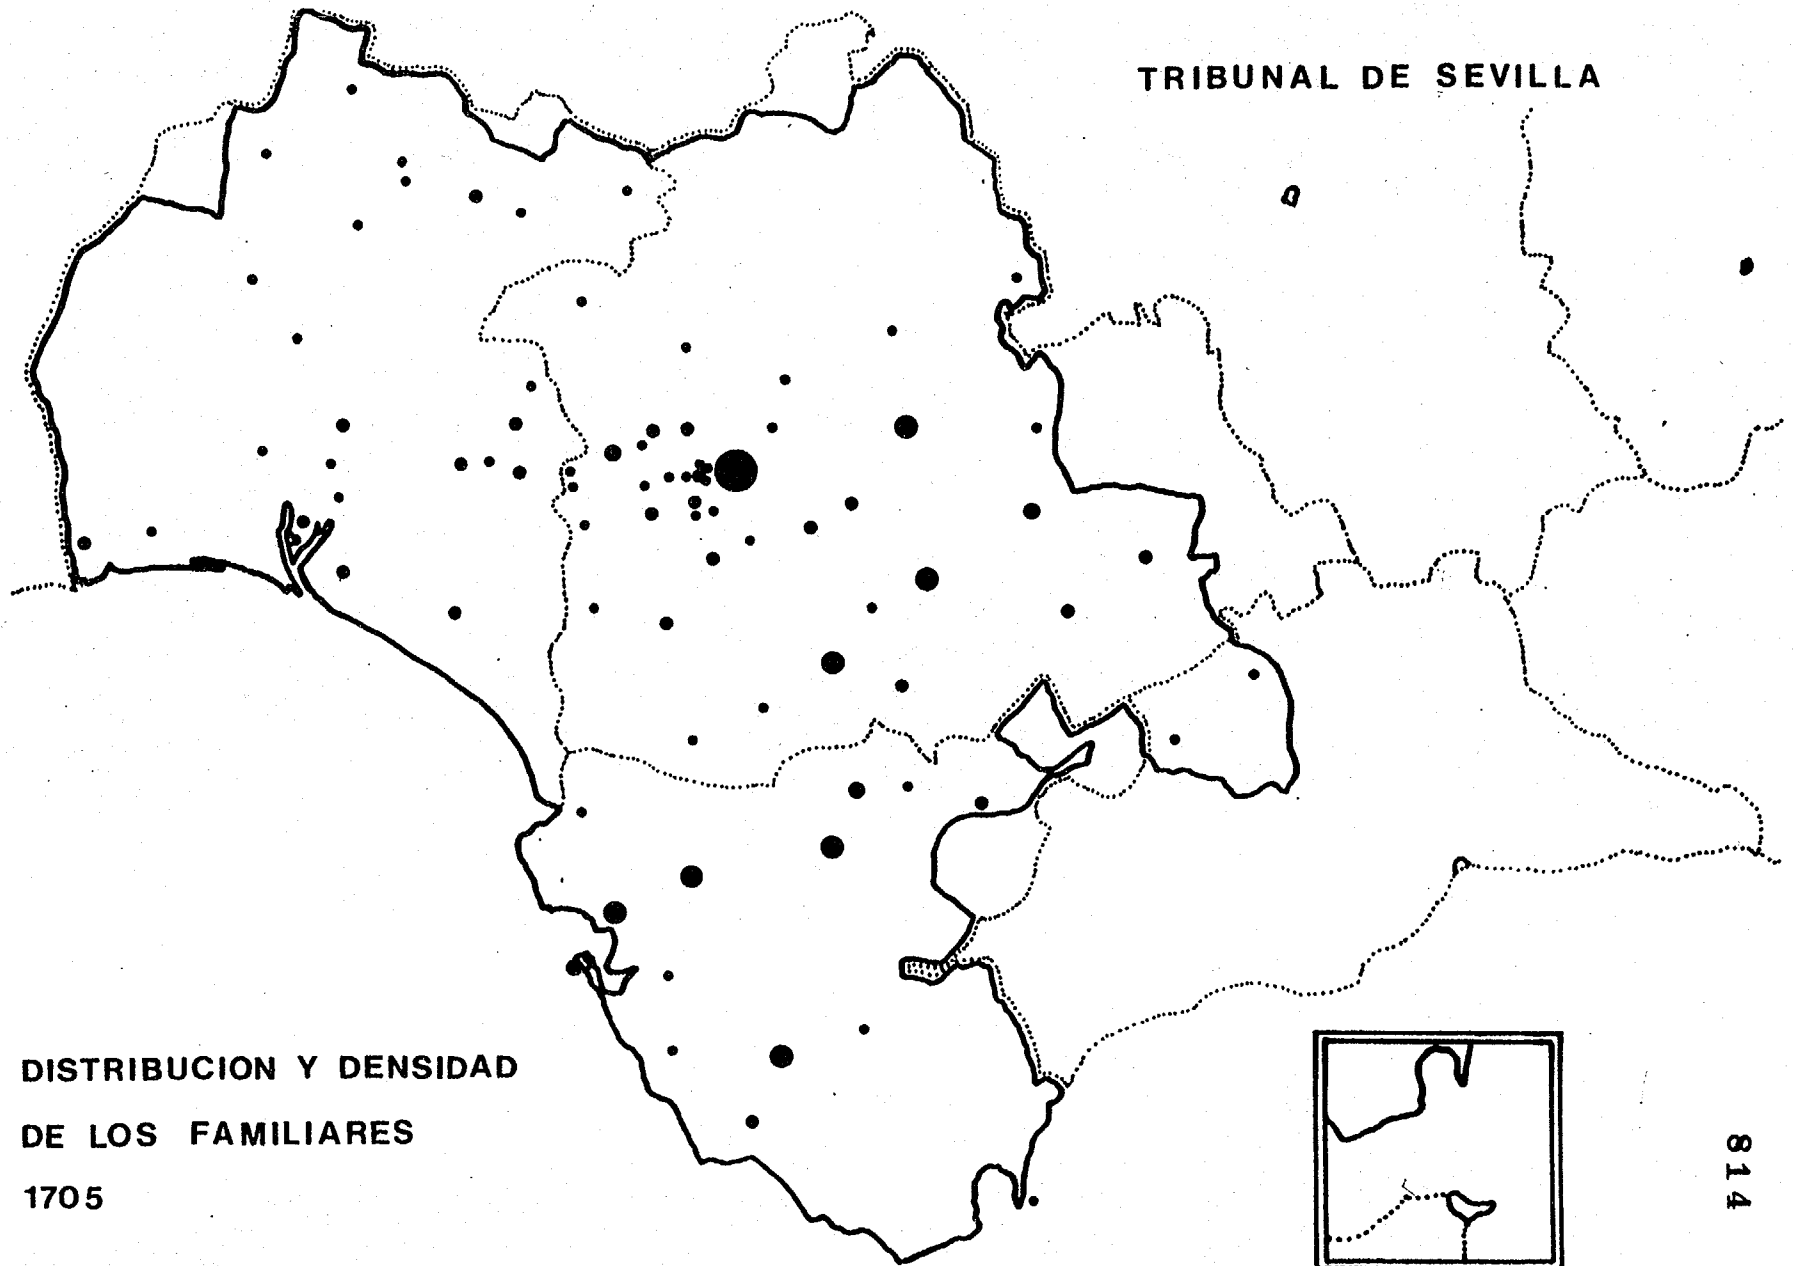 TRIBUNAL DE SEVILLA
DISTRIBUCION Y DENSIDAD
DE LOS FAMILIARES
1705
814